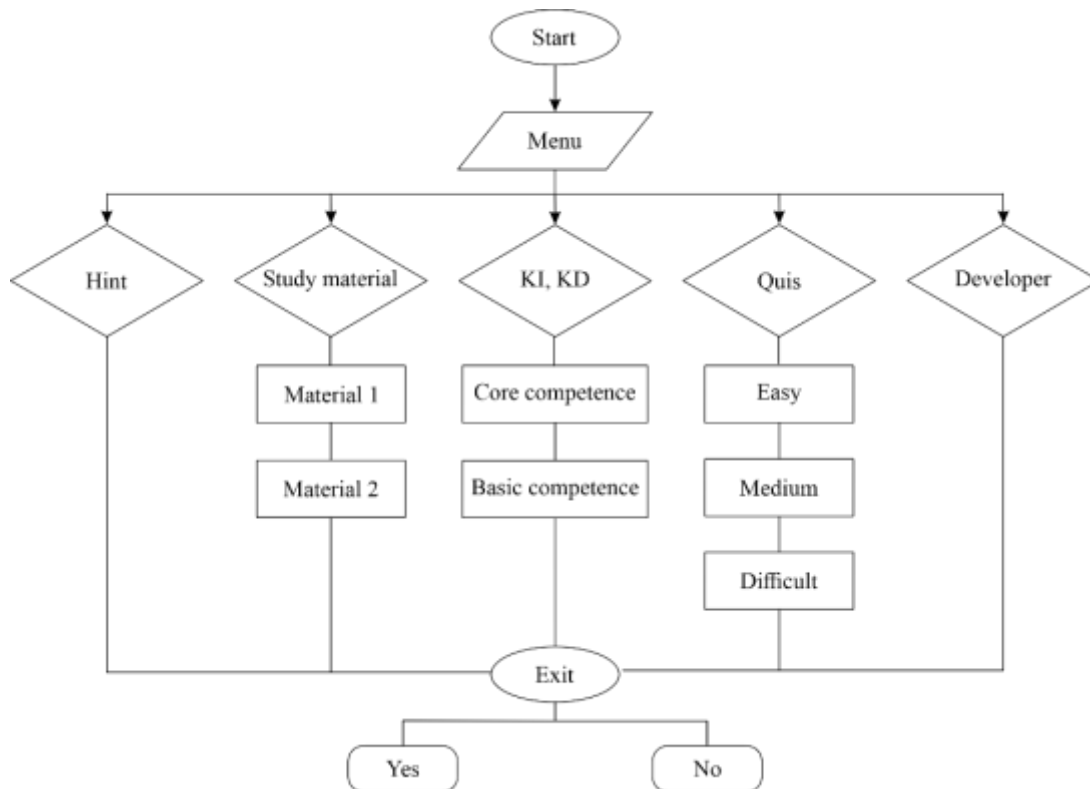 Start
Menu
Hint
Study material
KI, KD
Quis
Developer
Material 1
Core competence
Easy
Material 2
Basic competence
Medium
Difficult
Exit
Yes
No